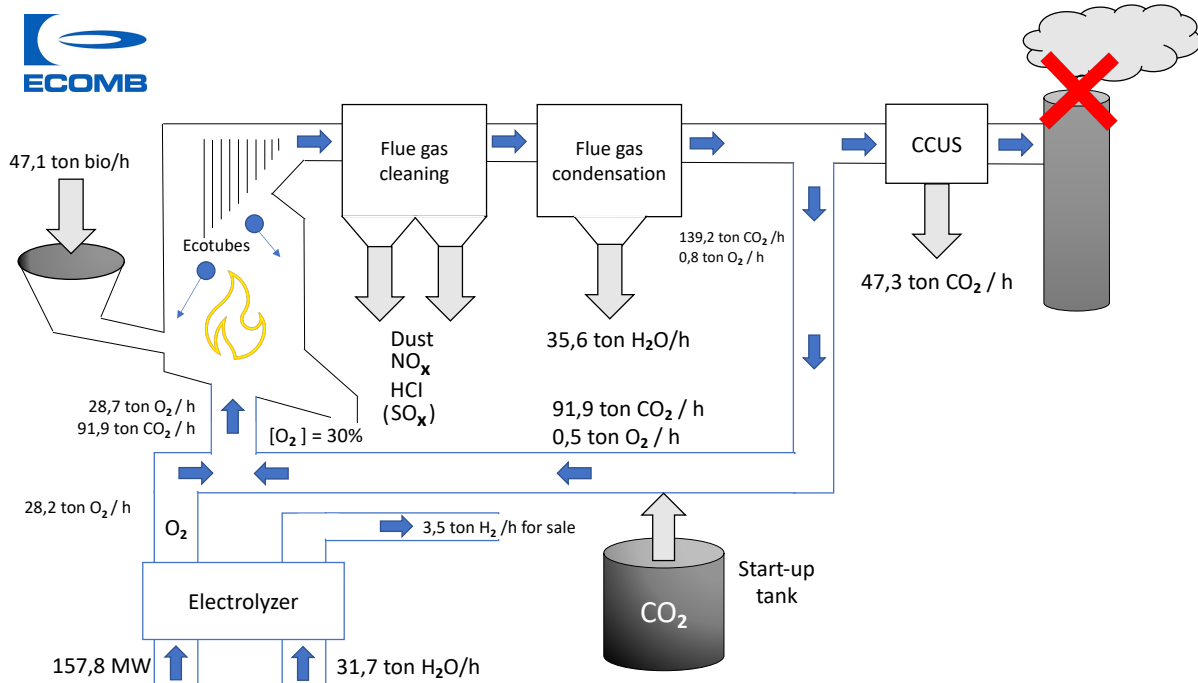 ECOMB
47,1 ton bio/h
Ecotubes
Flue gas
cleaning
Flue gas
condensation
CCUS
139,2 ton CO₂ /h
0,8 ton O₂ / h
47,3 ton CO₂ / h
Dust
NOₓ
HCl
(SOₓ)
35,6 ton H₂O/h
28,7 ton O₂ / h
91,9 ton CO₂ / h
[O₂ ] = 30%
91,9 ton CO₂ / h
0,5 ton O₂ / h
28,2 ton O₂ / h
O₂
3,5 ton H₂ /h for sale
Electrolyzer
CO₂
Start-up
tank
157,8 MW
31,7 ton H₂O/h